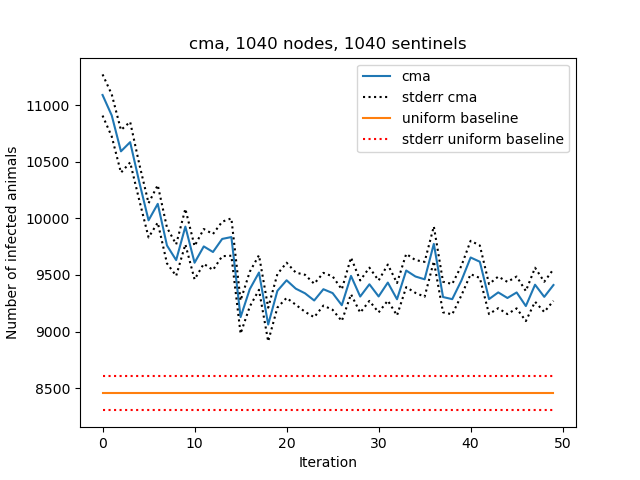 cma, 1040 nodes, 1040 sentinels
cma
stderr cma
uniform baseline
stderr uniform baseline
Number of infected animals
11000
10500
10000
9500
9000
8500
0 10 20 30 40 50
Iteration